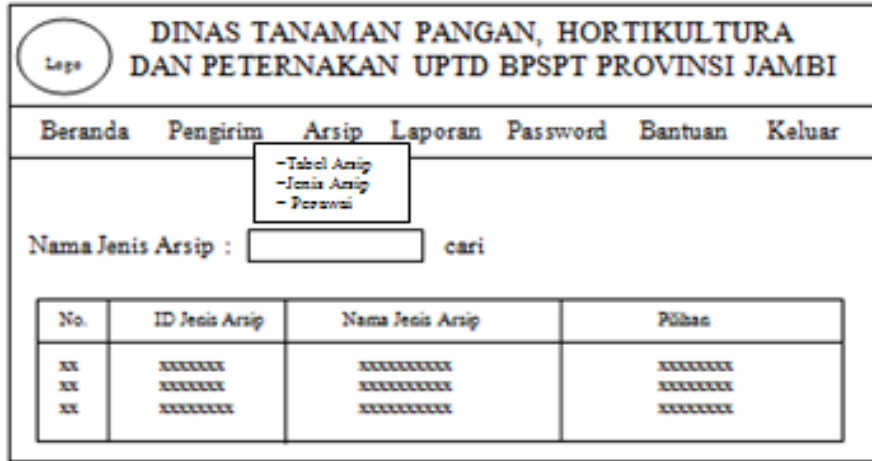 Logo
DINAS TANAMAN PANGAN, HORTIKULTURA
DAN PETERNAKAN UPTD BPSPT PROVINSI JAMBI
Beranda Pengirim Arsip Laporan Password Bantuan Keluar
-Tabel Arsip
-Jenis Arsip
- Pegawai
Nama Jenis Arsip : cari
No. ID Jenis Arsip Nama Jenis Arsip Pilihan
xx xxxxxxx xxxxxxxxxx xxxxxxxx
xx xxxxxxx xxxxxxxxxx xxxxxxxx
xx xxxxxxxx xxxxxxxxxx xxxxxxxx